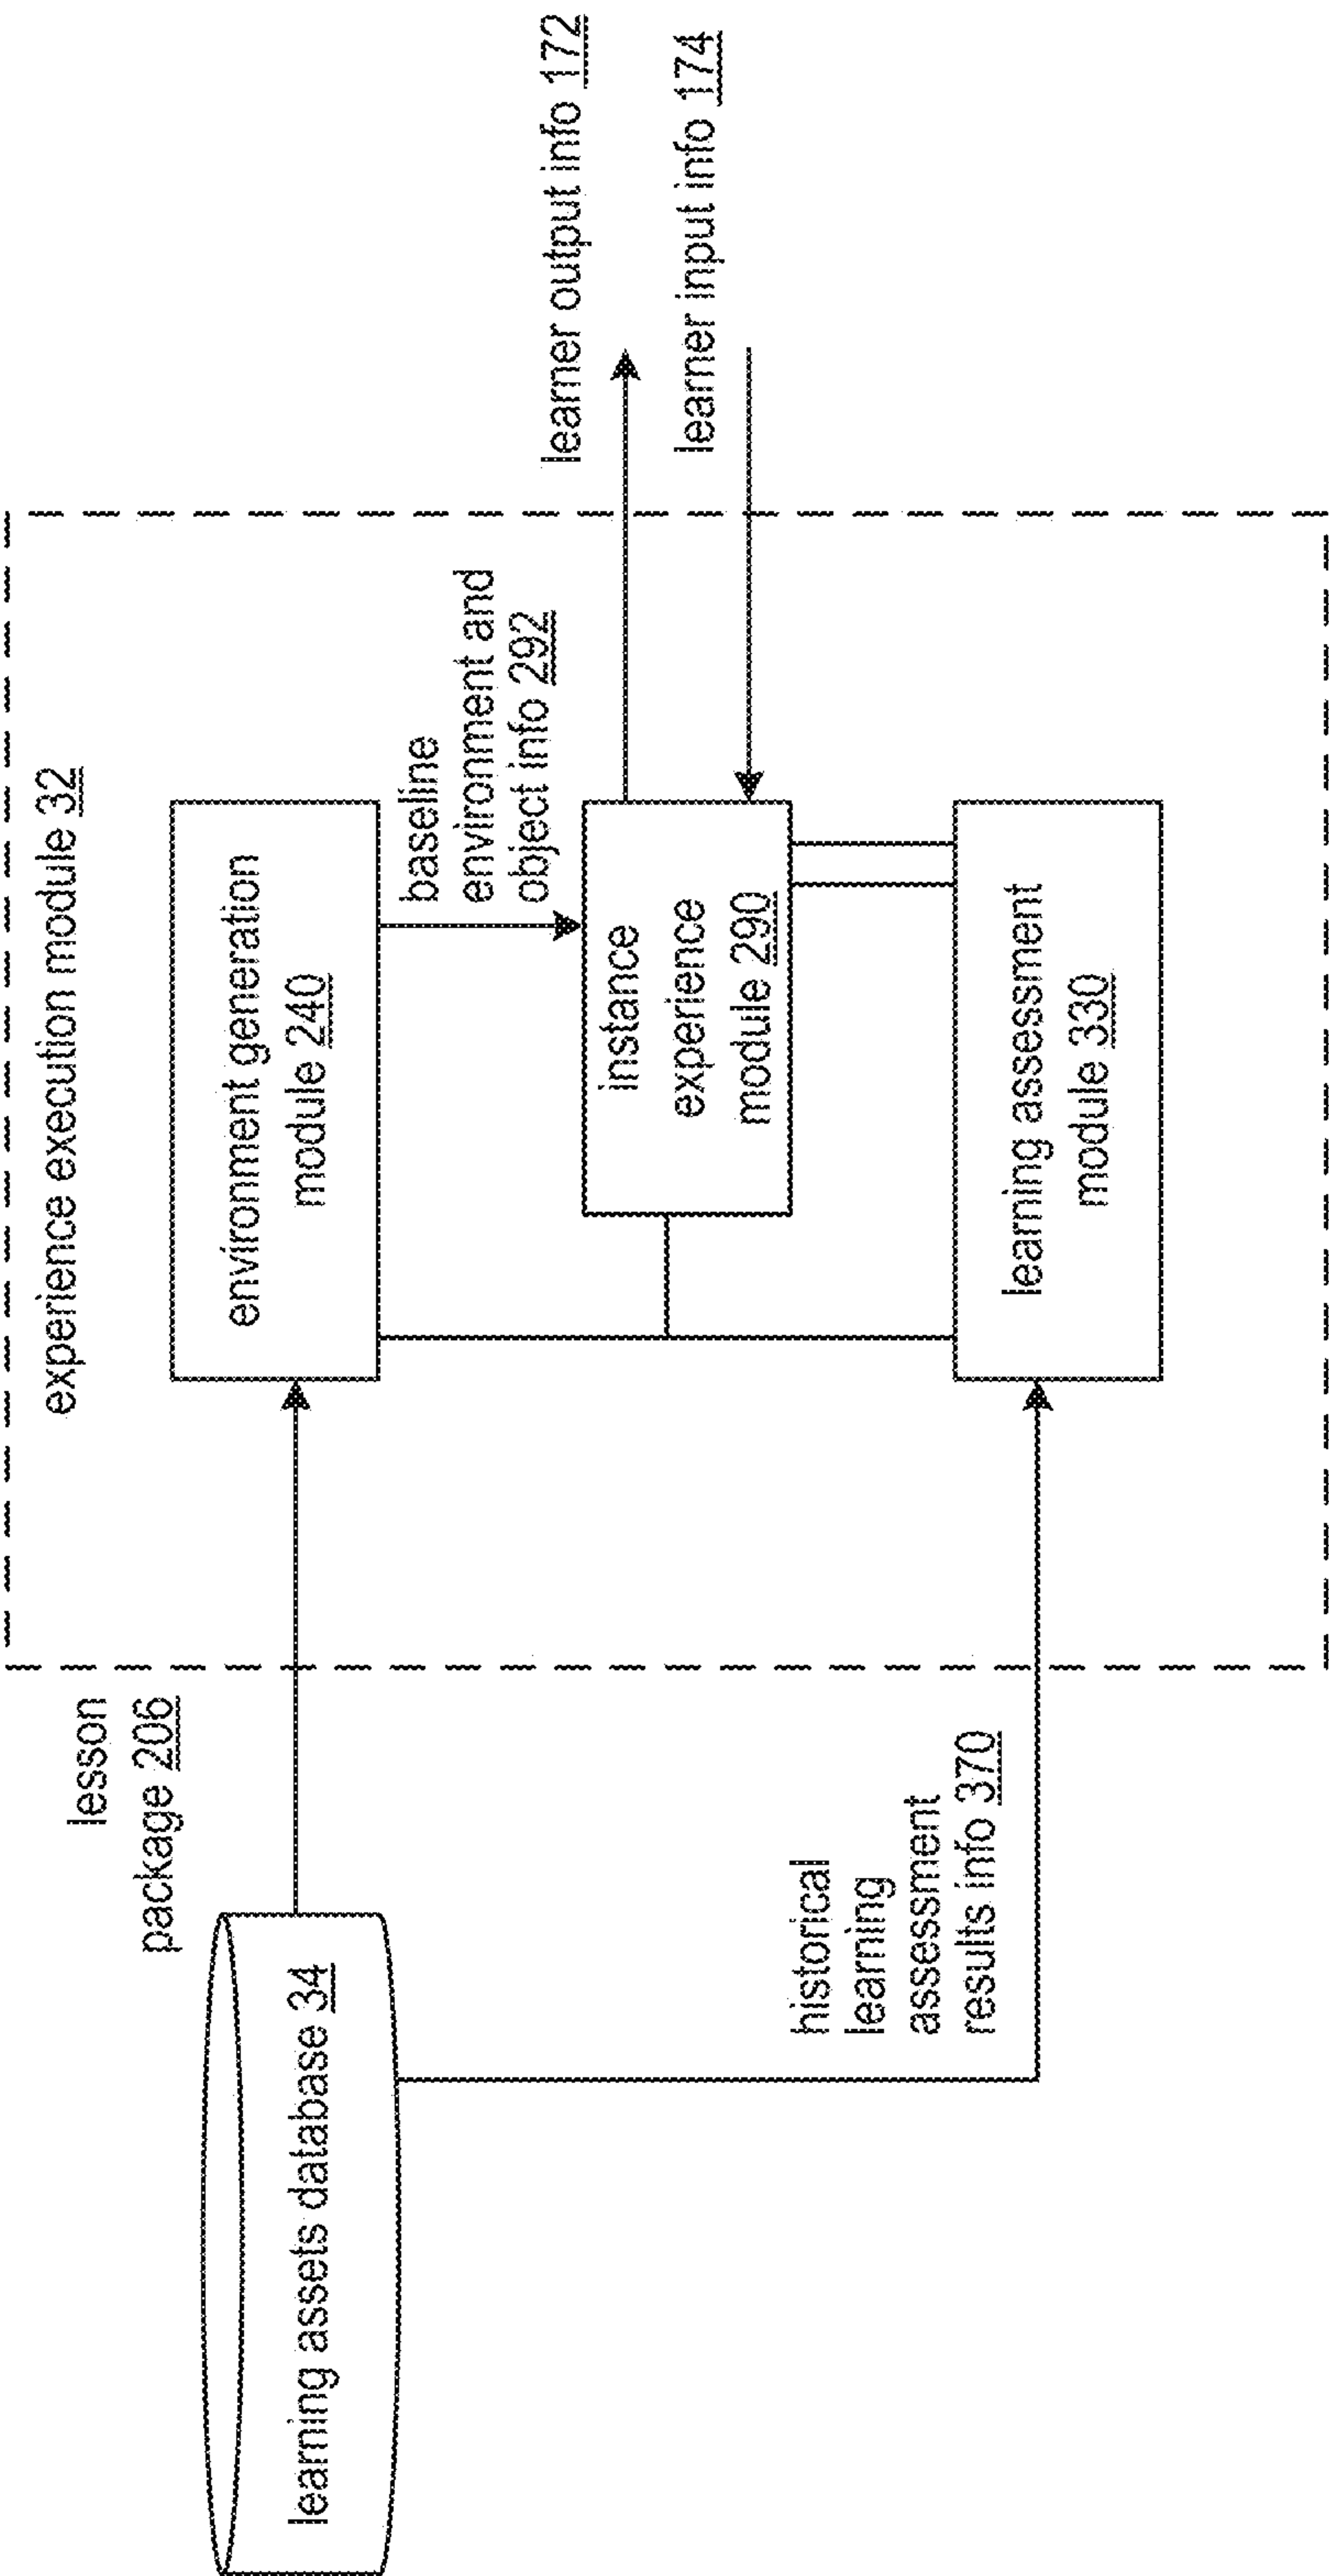 experience execution module 32
lesson
package 206
learning assets database 34
environment generation
module 240
baseline
environment and
object info 292
learner output info 172
learner input info 174
instance
experience
module 290
historical
learning
assessment
results info 370
learning assessment
module 330